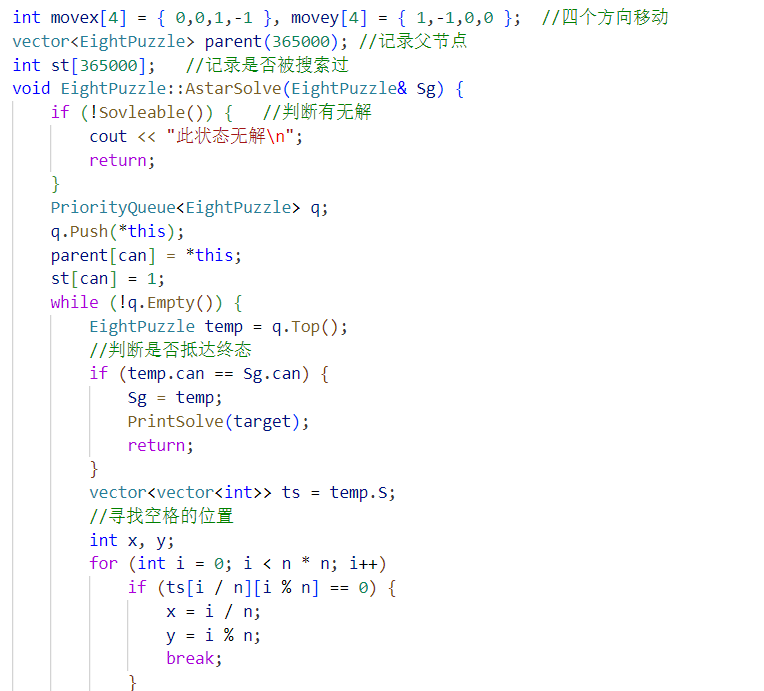 int movex[4] = { 0,0,1,-1 }, movey[4] = { 1,-1,0,0 };  //四个方向移动
vector<EightPuzzle> parent(365000); //记录父节点
int st[365000];   //记录是否被搜索过
void EightPuzzle::AstarSolve(EightPuzzle& Sg) {
    if (!Sovleable()) {   //判断有无解
        cout << "此状态无解\n";
        return;
    }
    PriorityQueue<EightPuzzle> q;
    q.Push(*this);
    parent[can] = *this;
    st[can] = 1;
    while (!q.Empty()) {
        EightPuzzle temp = q.Top();
        //判断是否抵达终态
        if (temp.can == Sg.can) {
            Sg = temp;
            PrintSolve(target);
            return;
        }
        vector<vector<int>> ts = temp.S;
        //寻找空格的位置
        int x, y;
        for (int i = 0; i < n * n; i++)
            if (ts[i / n][i % n] == 0) {
                x = i / n;
                y = i % n;
                break;
            }